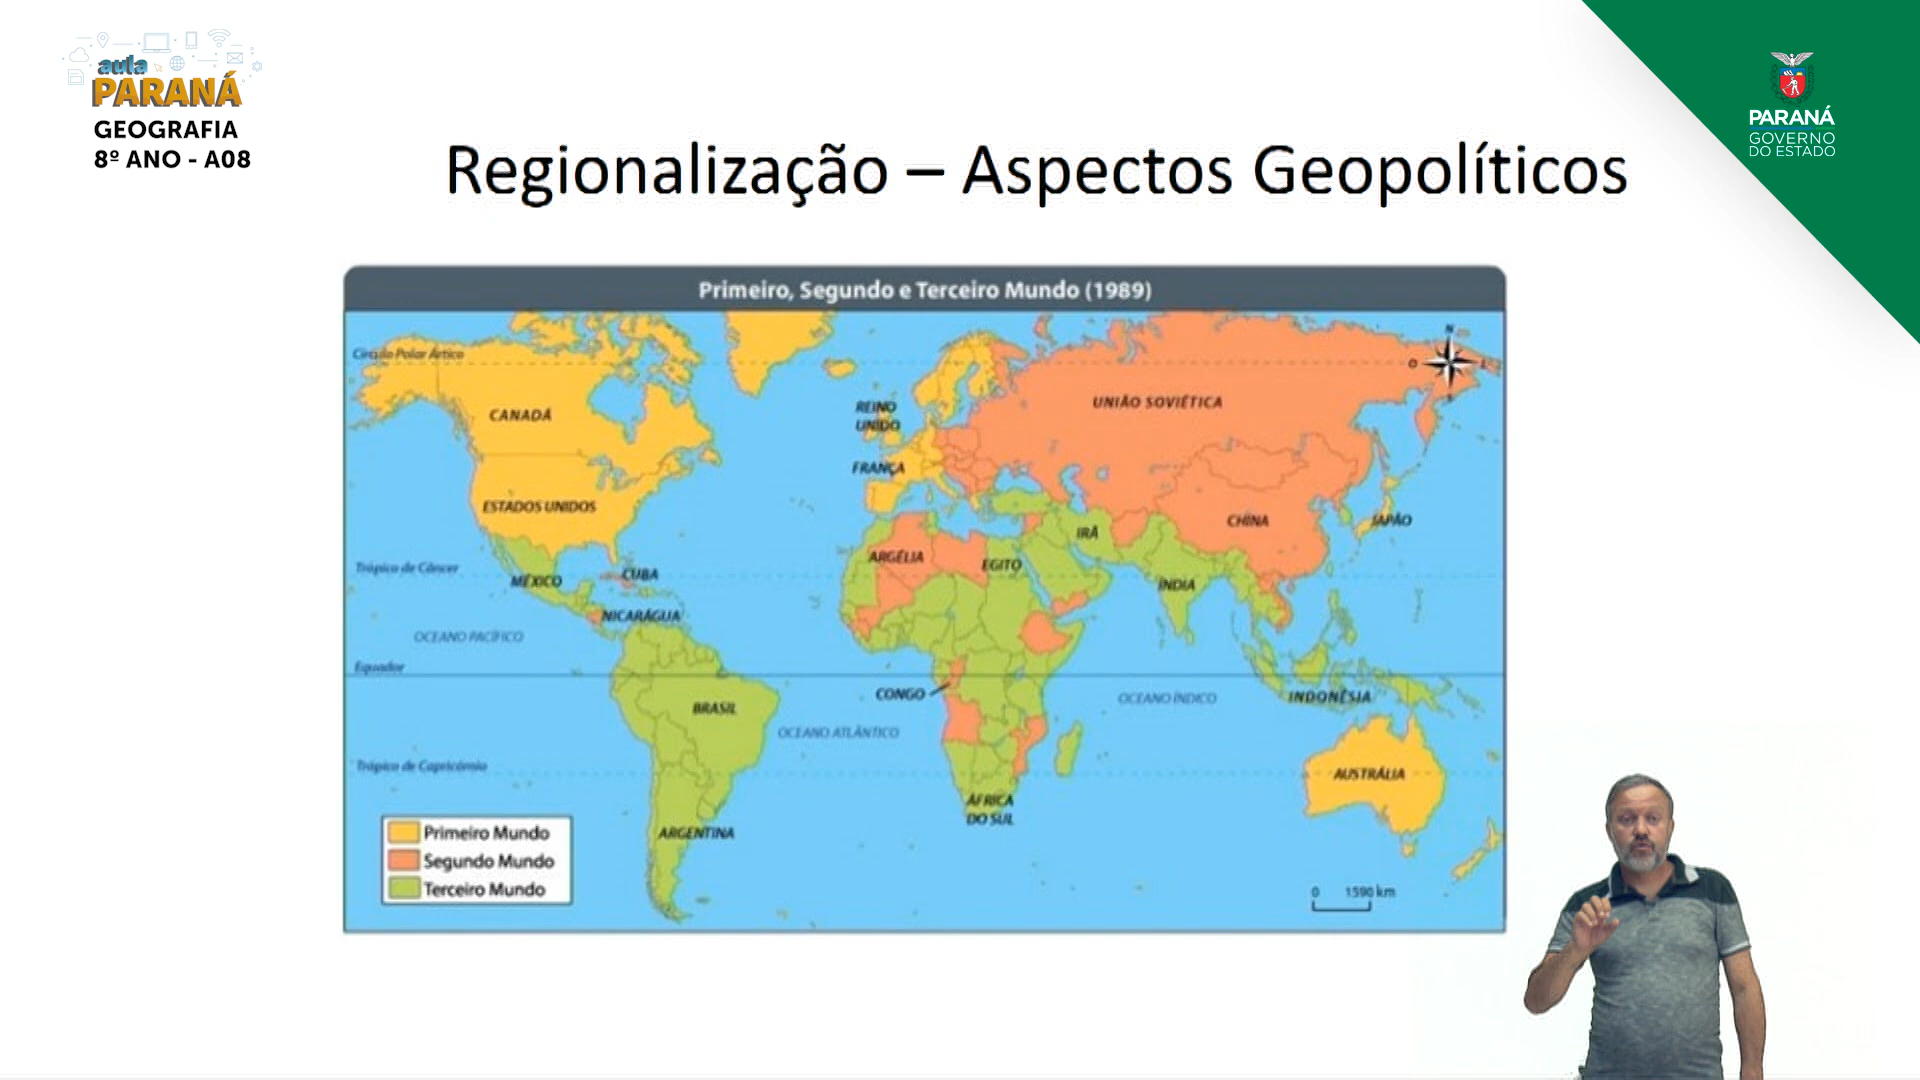 aula
PARANÁ
GEOGRAFIA
8º ANO - A08
PARANÁ
GOVERNO
DO ESTADO
Regionalização – Aspectos Geopolíticos
Primeiro, Segundo e Terceiro Mundo (1989)
Círculo Polar Ártico
N
O
L
S
CANADÁ
REINO
UNIDO
UNIÃO SOVIÉTICA
FRANÇA
ESTADOS UNIDOS
CHINA
JAPÃO
IRÃ
ARGÉLIA
EGITO
Trópico de Câncer
MÉXICO
CUBA
ÍNDIA
NICARÁGUA
OCEANO PACÍFICO
Equador
CONGO
OCEANO ÍNDICO
INDONÉSIA
BRASIL
OCEANO ATLÂNTICO
Trópico de Capricórnio
AUSTRÁLIA
ÁFRICA
DO SUL
ARGENTINA
Primeiro Mundo
Segundo Mundo
Terceiro Mundo
0 1590 km